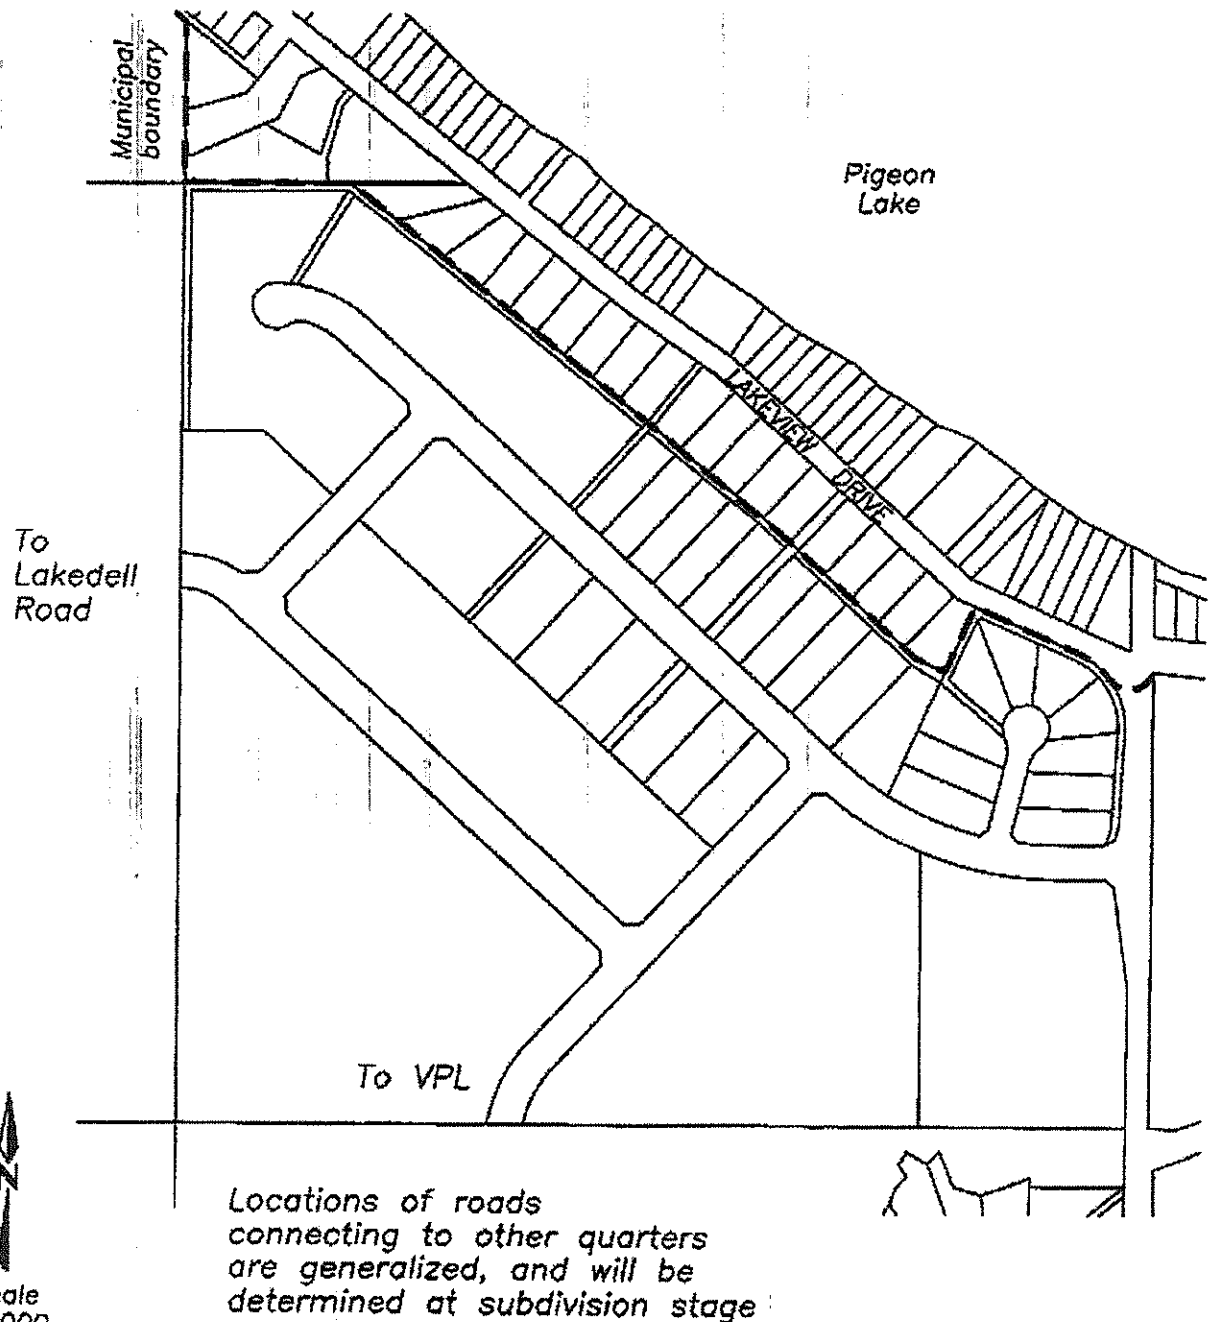 Municipal
boundary
Pigeon
Lake
LAKEVIEW DRIVE
To
Lakedell
Road
To VPL
N
Locations of roads
connecting to other quarters
are generalized, and will be
determined at subdivision stage